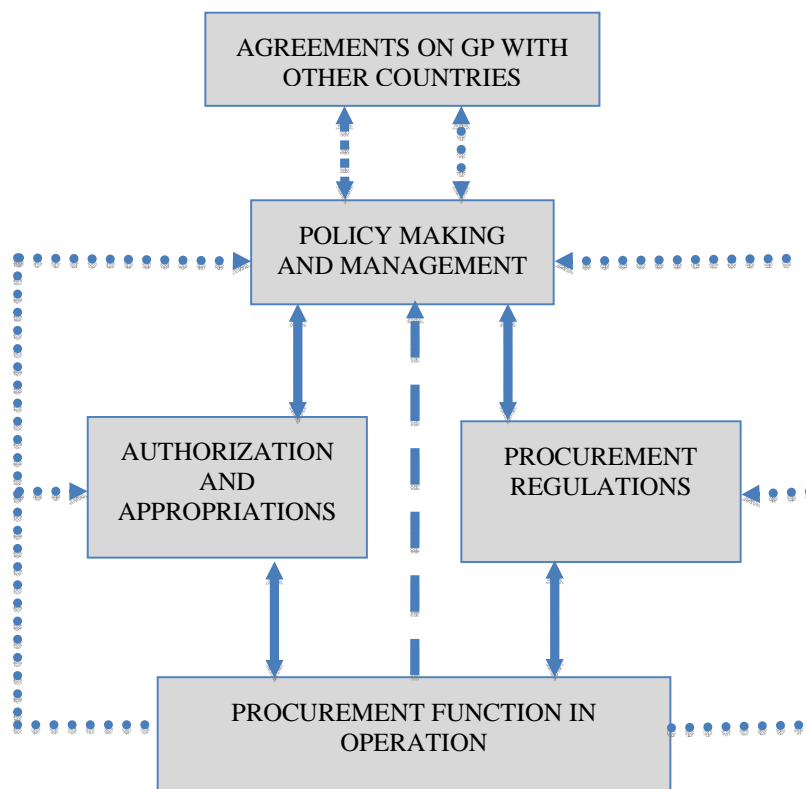 AGREEMENTS ON GP WITH
OTHER COUNTRIES
POLICY MAKING
AND MANAGEMENT
AUTHORIZATION
AND
APPROPRIATIONS
PROCUREMENT
REGULATIONS
PROCUREMENT FUNCTION IN
OPERATION